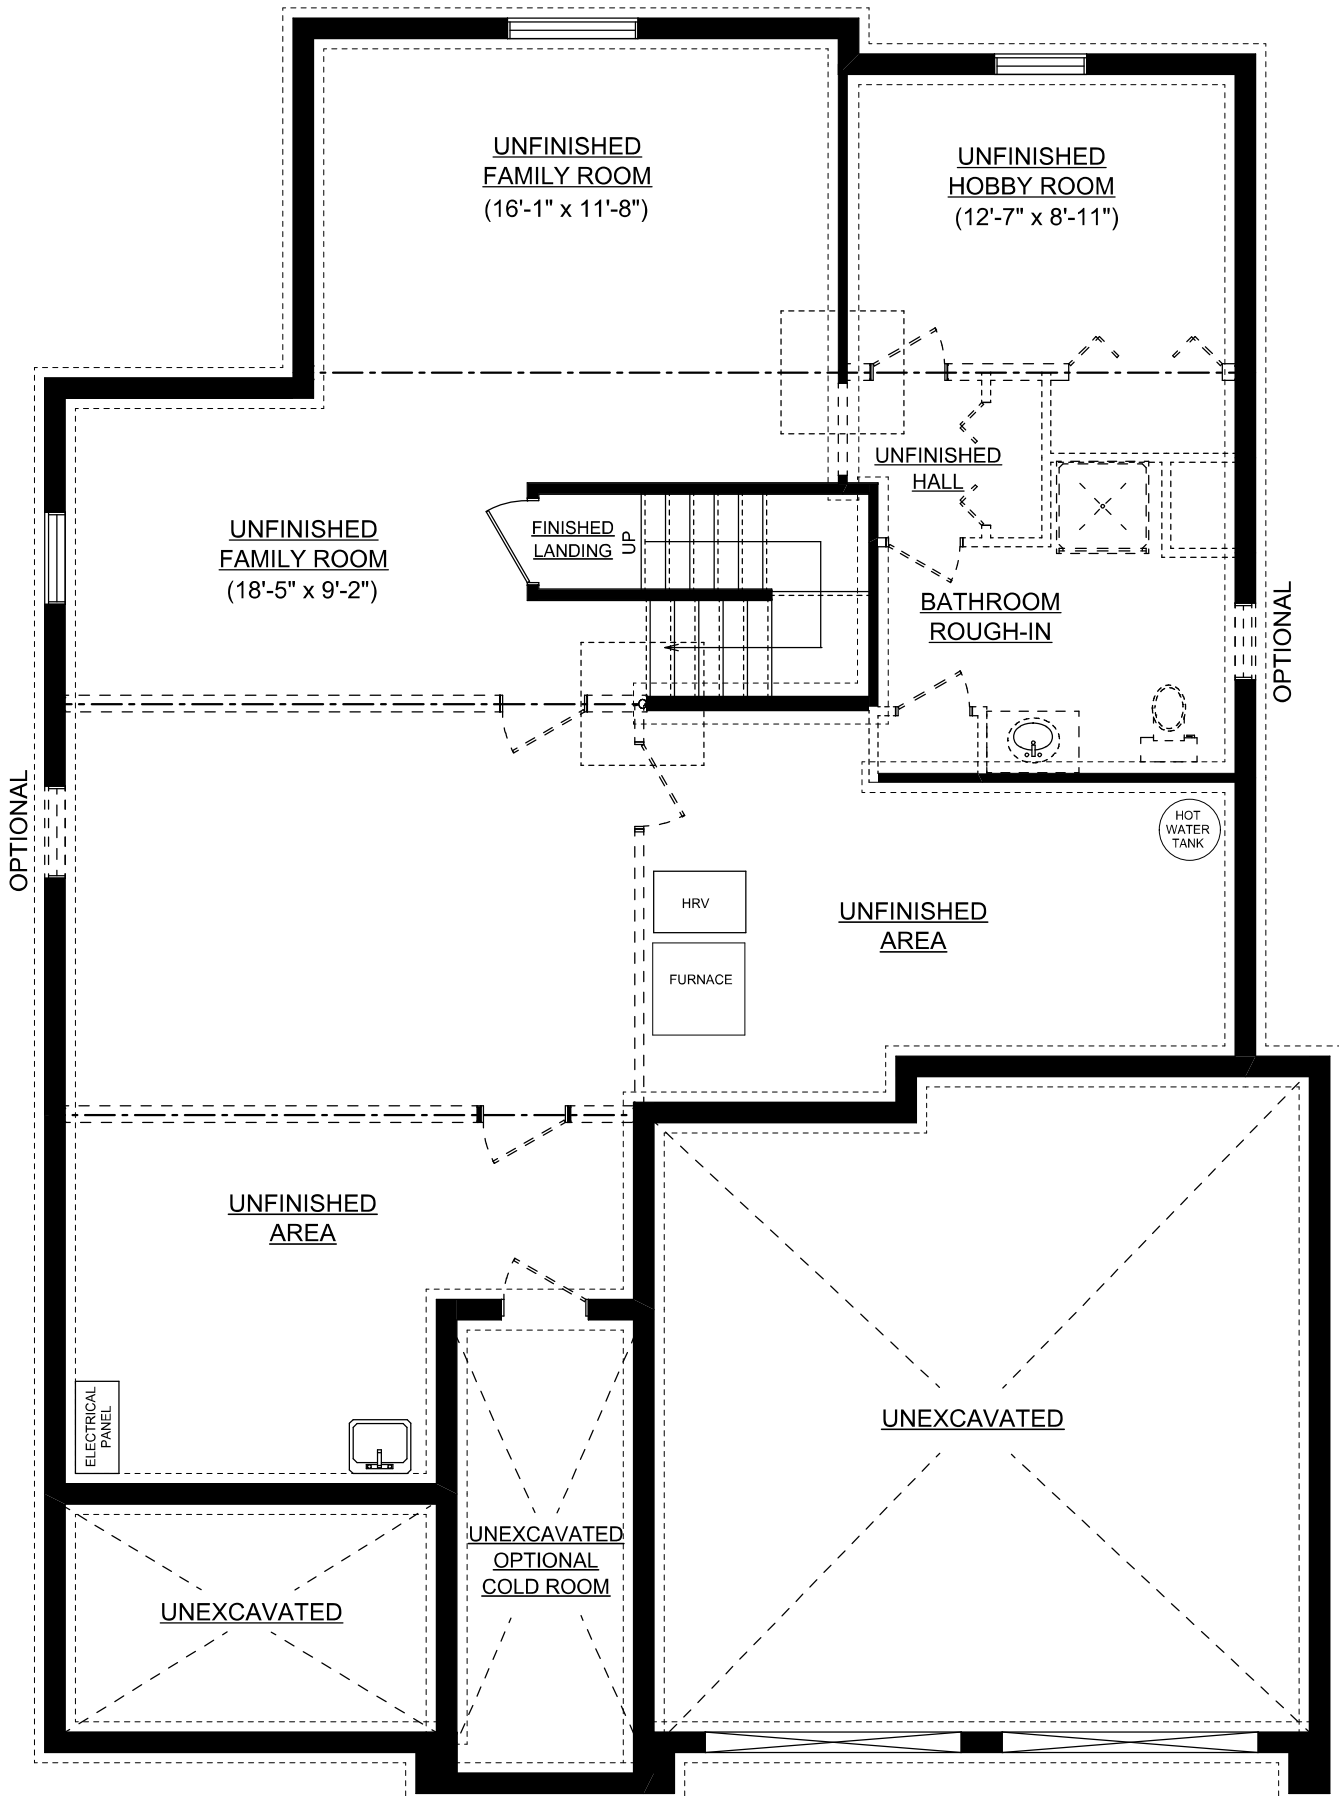 UNFINISHED
FAMILY ROOM
(16'-1" x 11'-8")
UNFINISHED
HOBBY ROOM
(12'-7" x 8'-11")
UNFINISHED
HALL
UNFINISHED
FAMILY ROOM
(18'-5" x 9'-2")
FINISHED
LANDING
UP
BATHROOM
ROUGH-IN
OPTIONAL
OPTIONAL
HOT
WATER
TANK
HRV
UNFINISHED
AREA
FURNACE
UNFINISHED
AREA
ELECTRICAL
PANEL
UNEXCAVATED
UNEXCAVATED
OPTIONAL
COLD ROOM
UNEXCAVATED